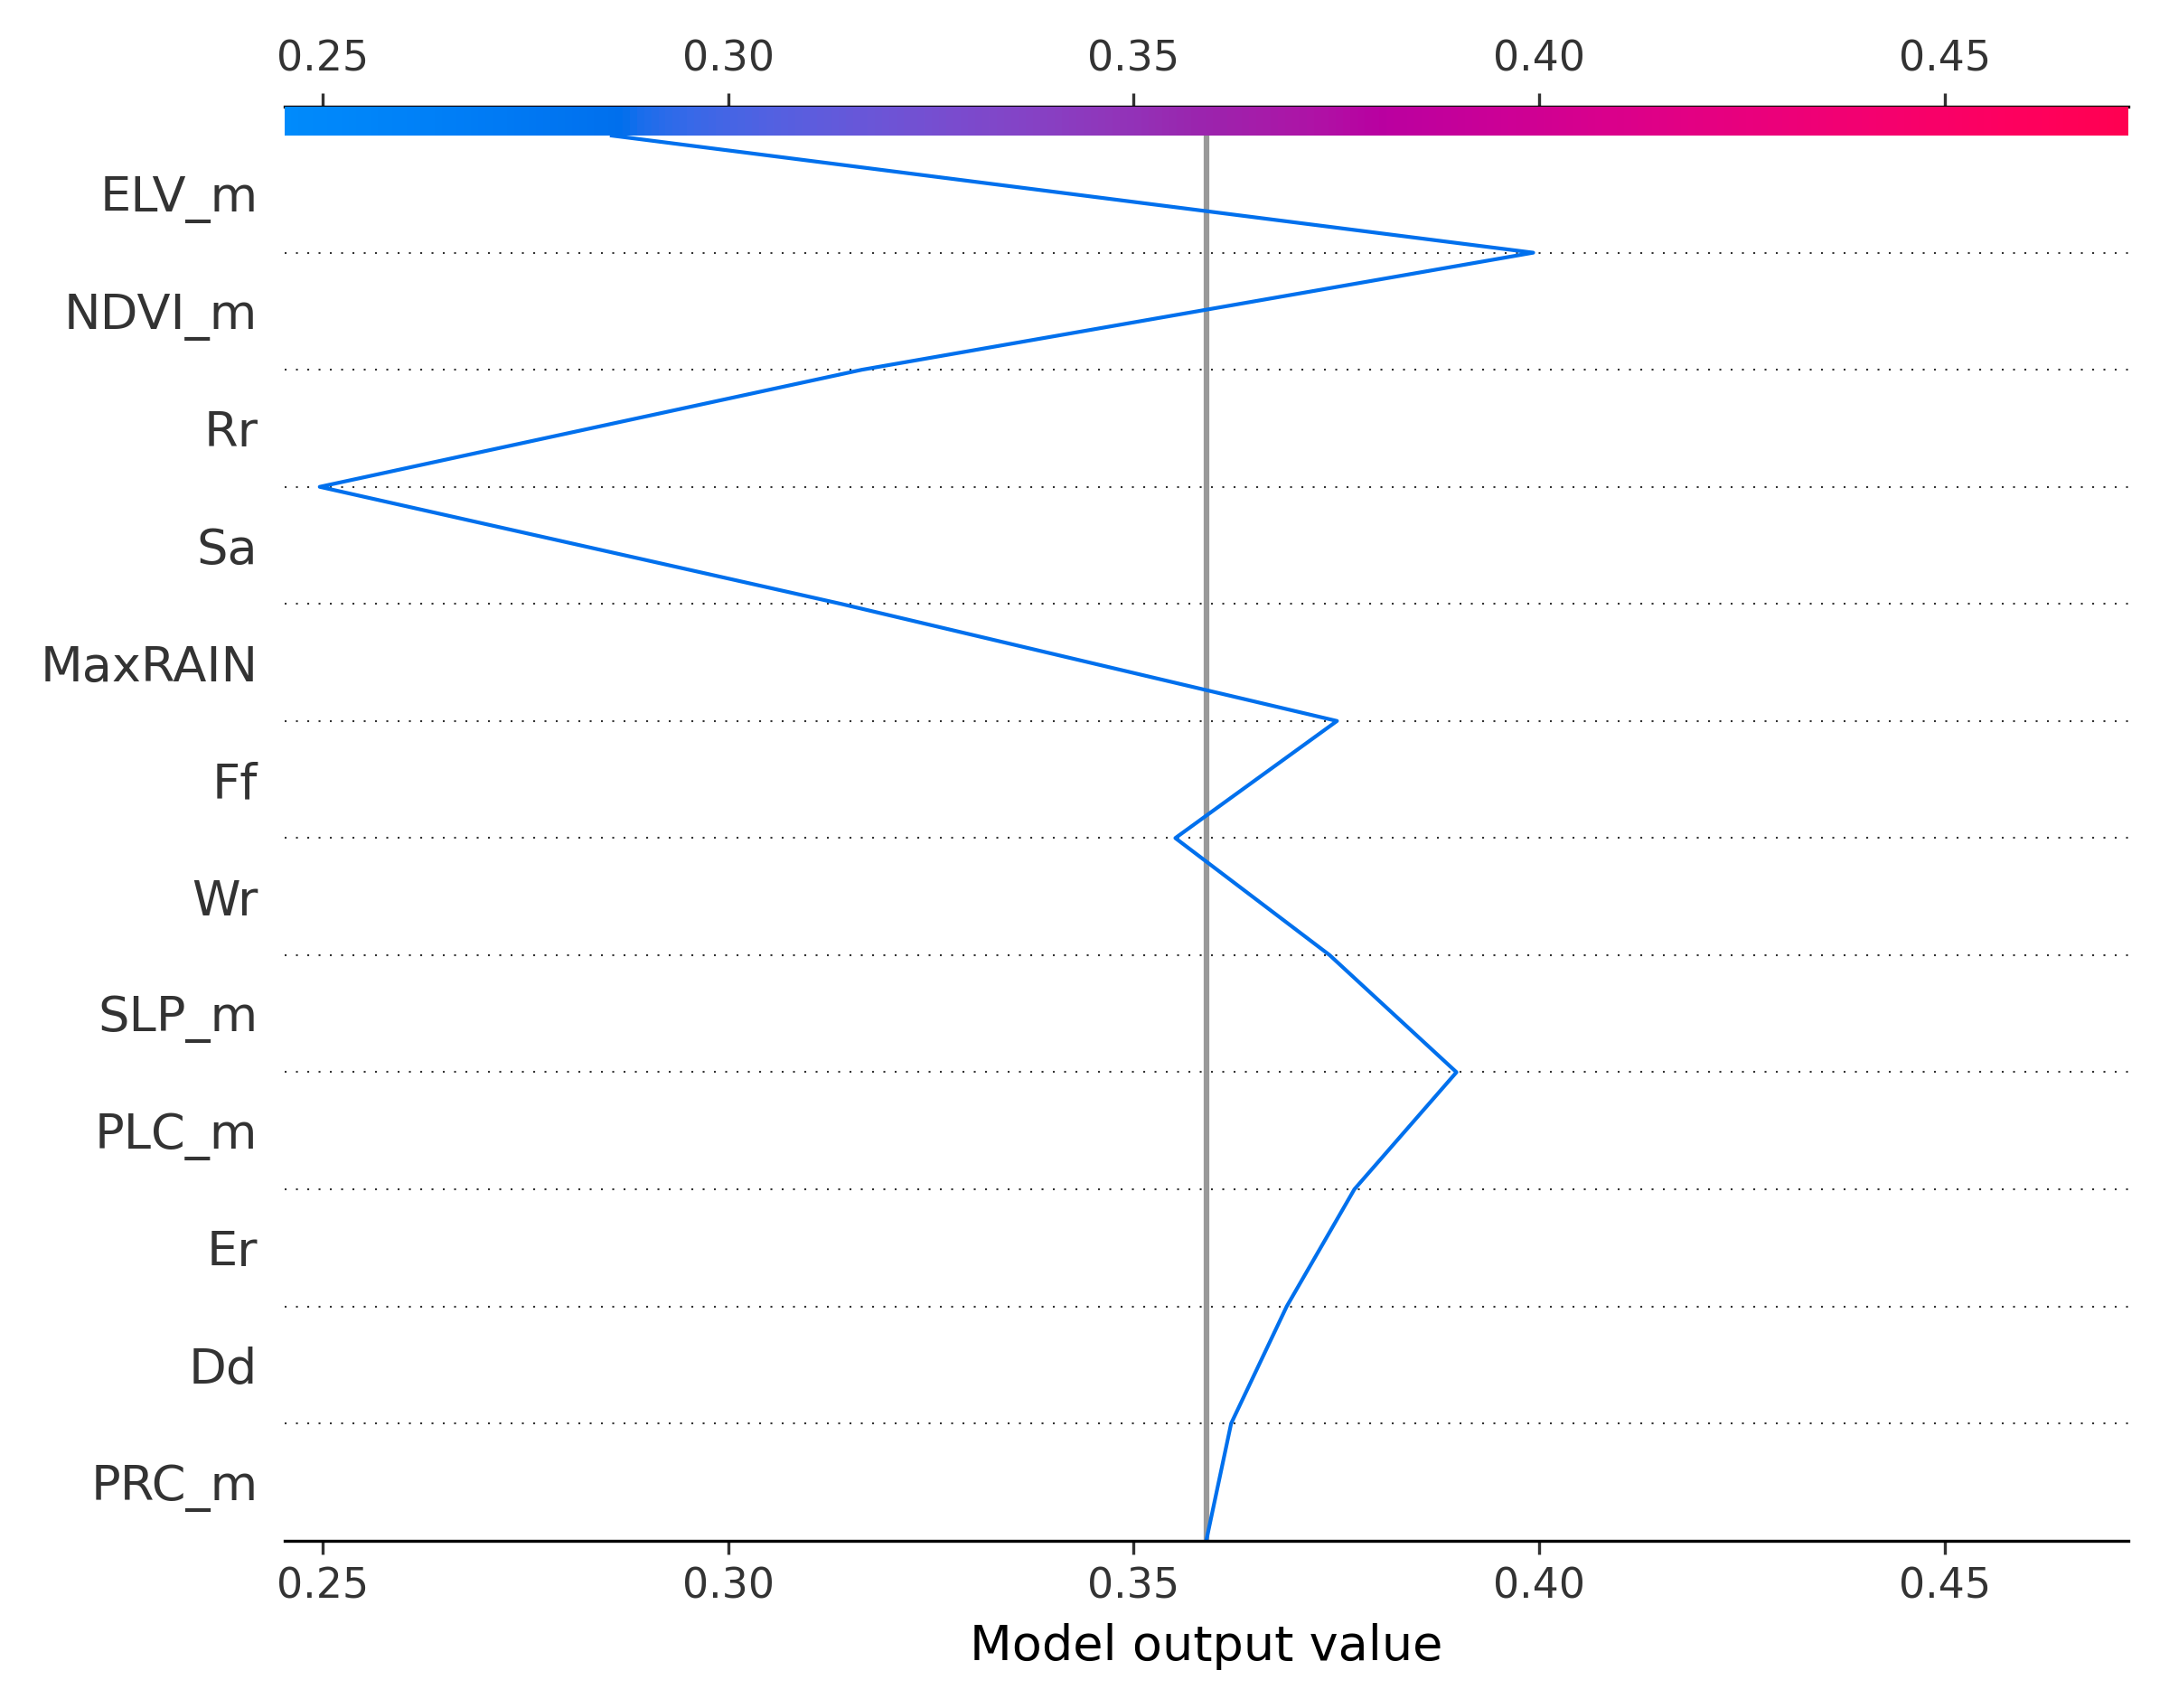 0.25 0.30 0.35 0.40 0.45
ELV_m
NDVI_m
Rr
Sa
MaxRAIN
Ff
Wr
SLP_m
PLC_m
Er
Dd
PRC_m
0.25 0.30 0.35 0.40 0.45
Model output value